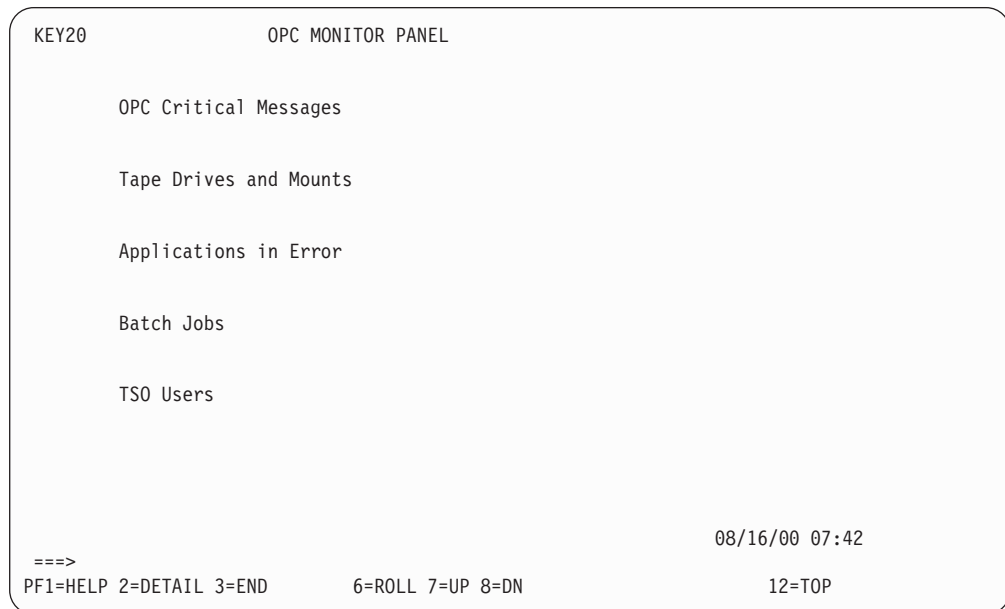 KEY20 OPC MONITOR PANEL
OPC Critical Messages
Tape Drives and Mounts
Applications in Error
Batch Jobs
TSO Users
08/16/00 07:42
===>
PF1=HELP 2=DETAIL 3=END 6=ROLL 7=UP 8=DN 12=TOP